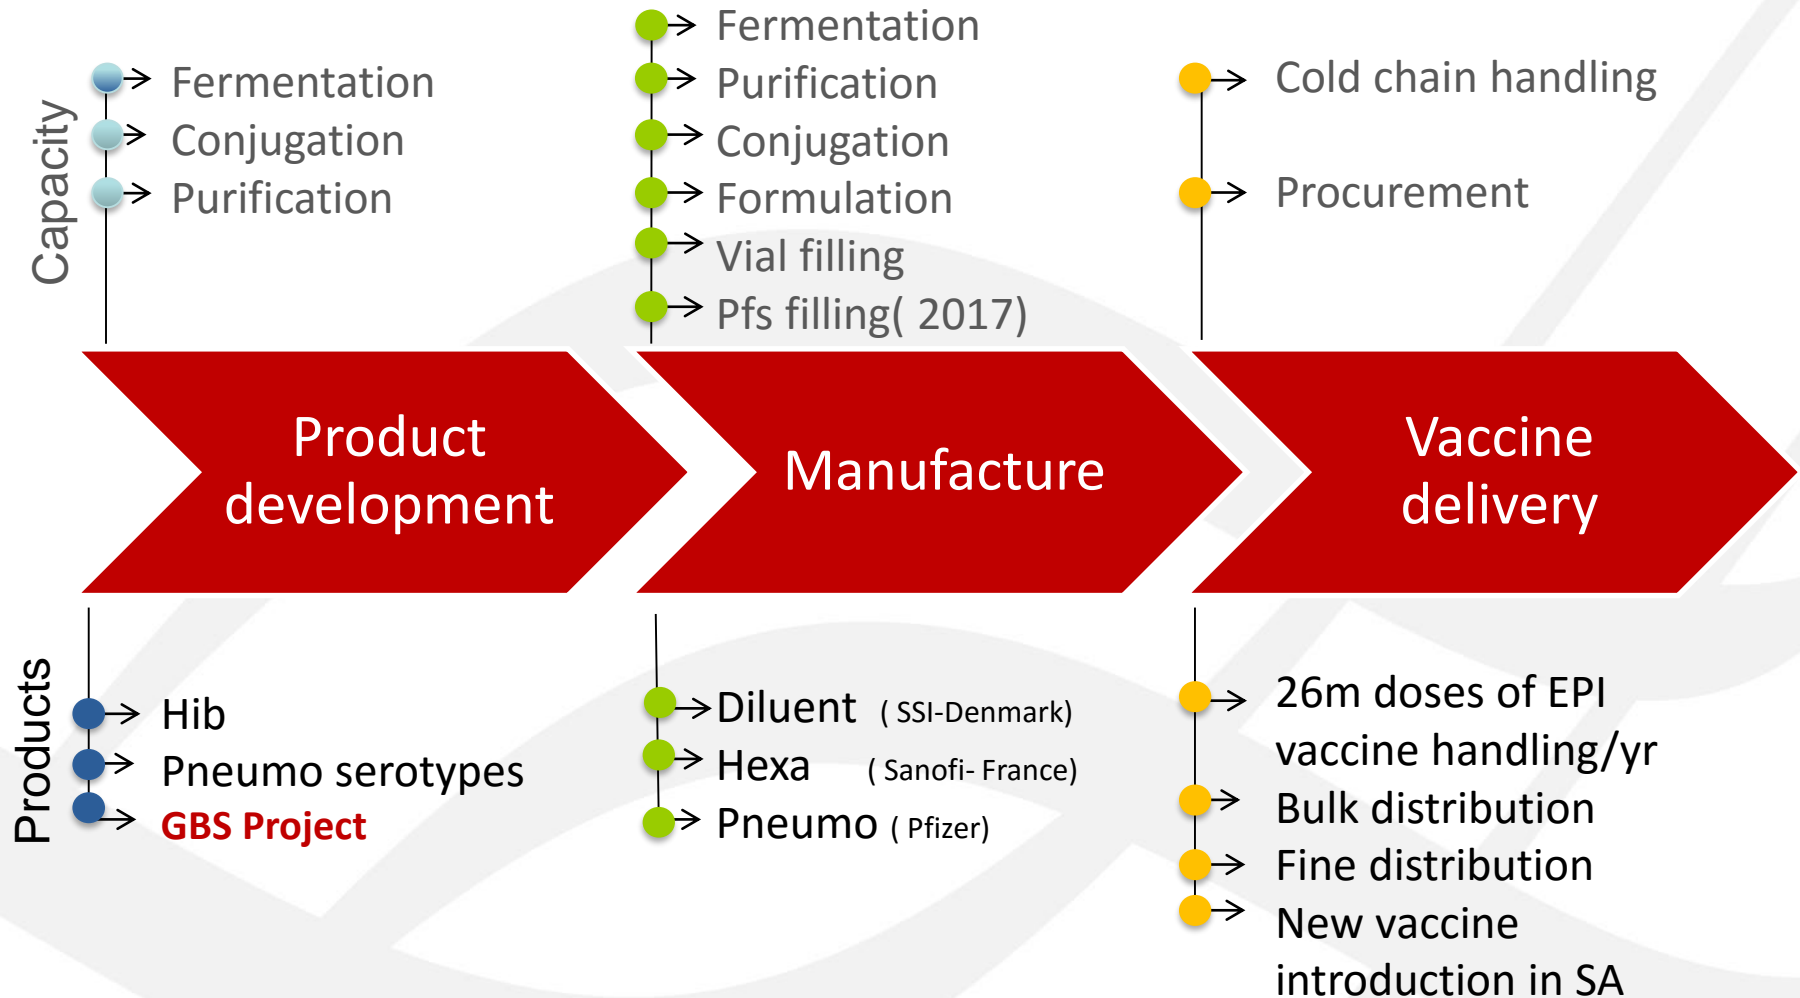 Capacity
Fermentation
Conjugation
Purification
Fermentation
Purification
Conjugation
Formulation
Vial filling
Pfs filling( 2017)
Cold chain handling
Procurement
Product
development
Manufacture
Vaccine
delivery
Products
Hib
Pneumo serotypes
GBS Project
Diluent ( SSI-Denmark)
Hexa ( Sanofi- France)
Pneumo ( Pfizer)
26m doses of EPI
vaccine handling/yr
Bulk distribution
Fine distribution
New vaccine
introduction in SA